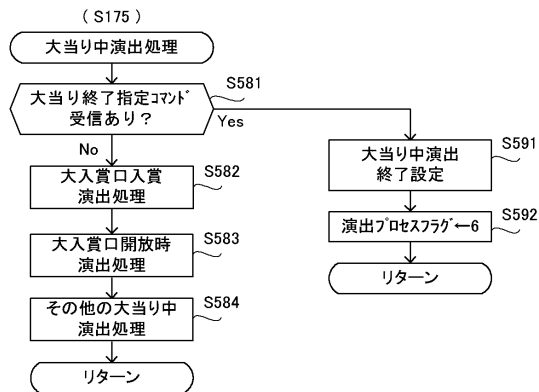 (S175)
大当り中演出処理
大当り終了指定ｺﾏﾝﾄﾞ
受信あり？
S581
Yes
No
大入賞口入賞
演出処理
S582
大入賞口開放時
演出処理
S583
その他の大当り中
演出処理
S584
リターン
大当り中演出
終了設定
S591
演出ﾌﾟﾛｾｽﾌﾗｸﾞ←6
S592
リターン